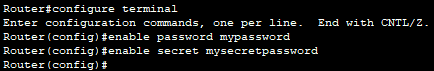 Router#configure terminal
Enter configuration commands, one per line.  End with CNTL/Z.
Router(config)#enable password mypassword
Router(config)#enable secret mysecretpassword
Router(config)#